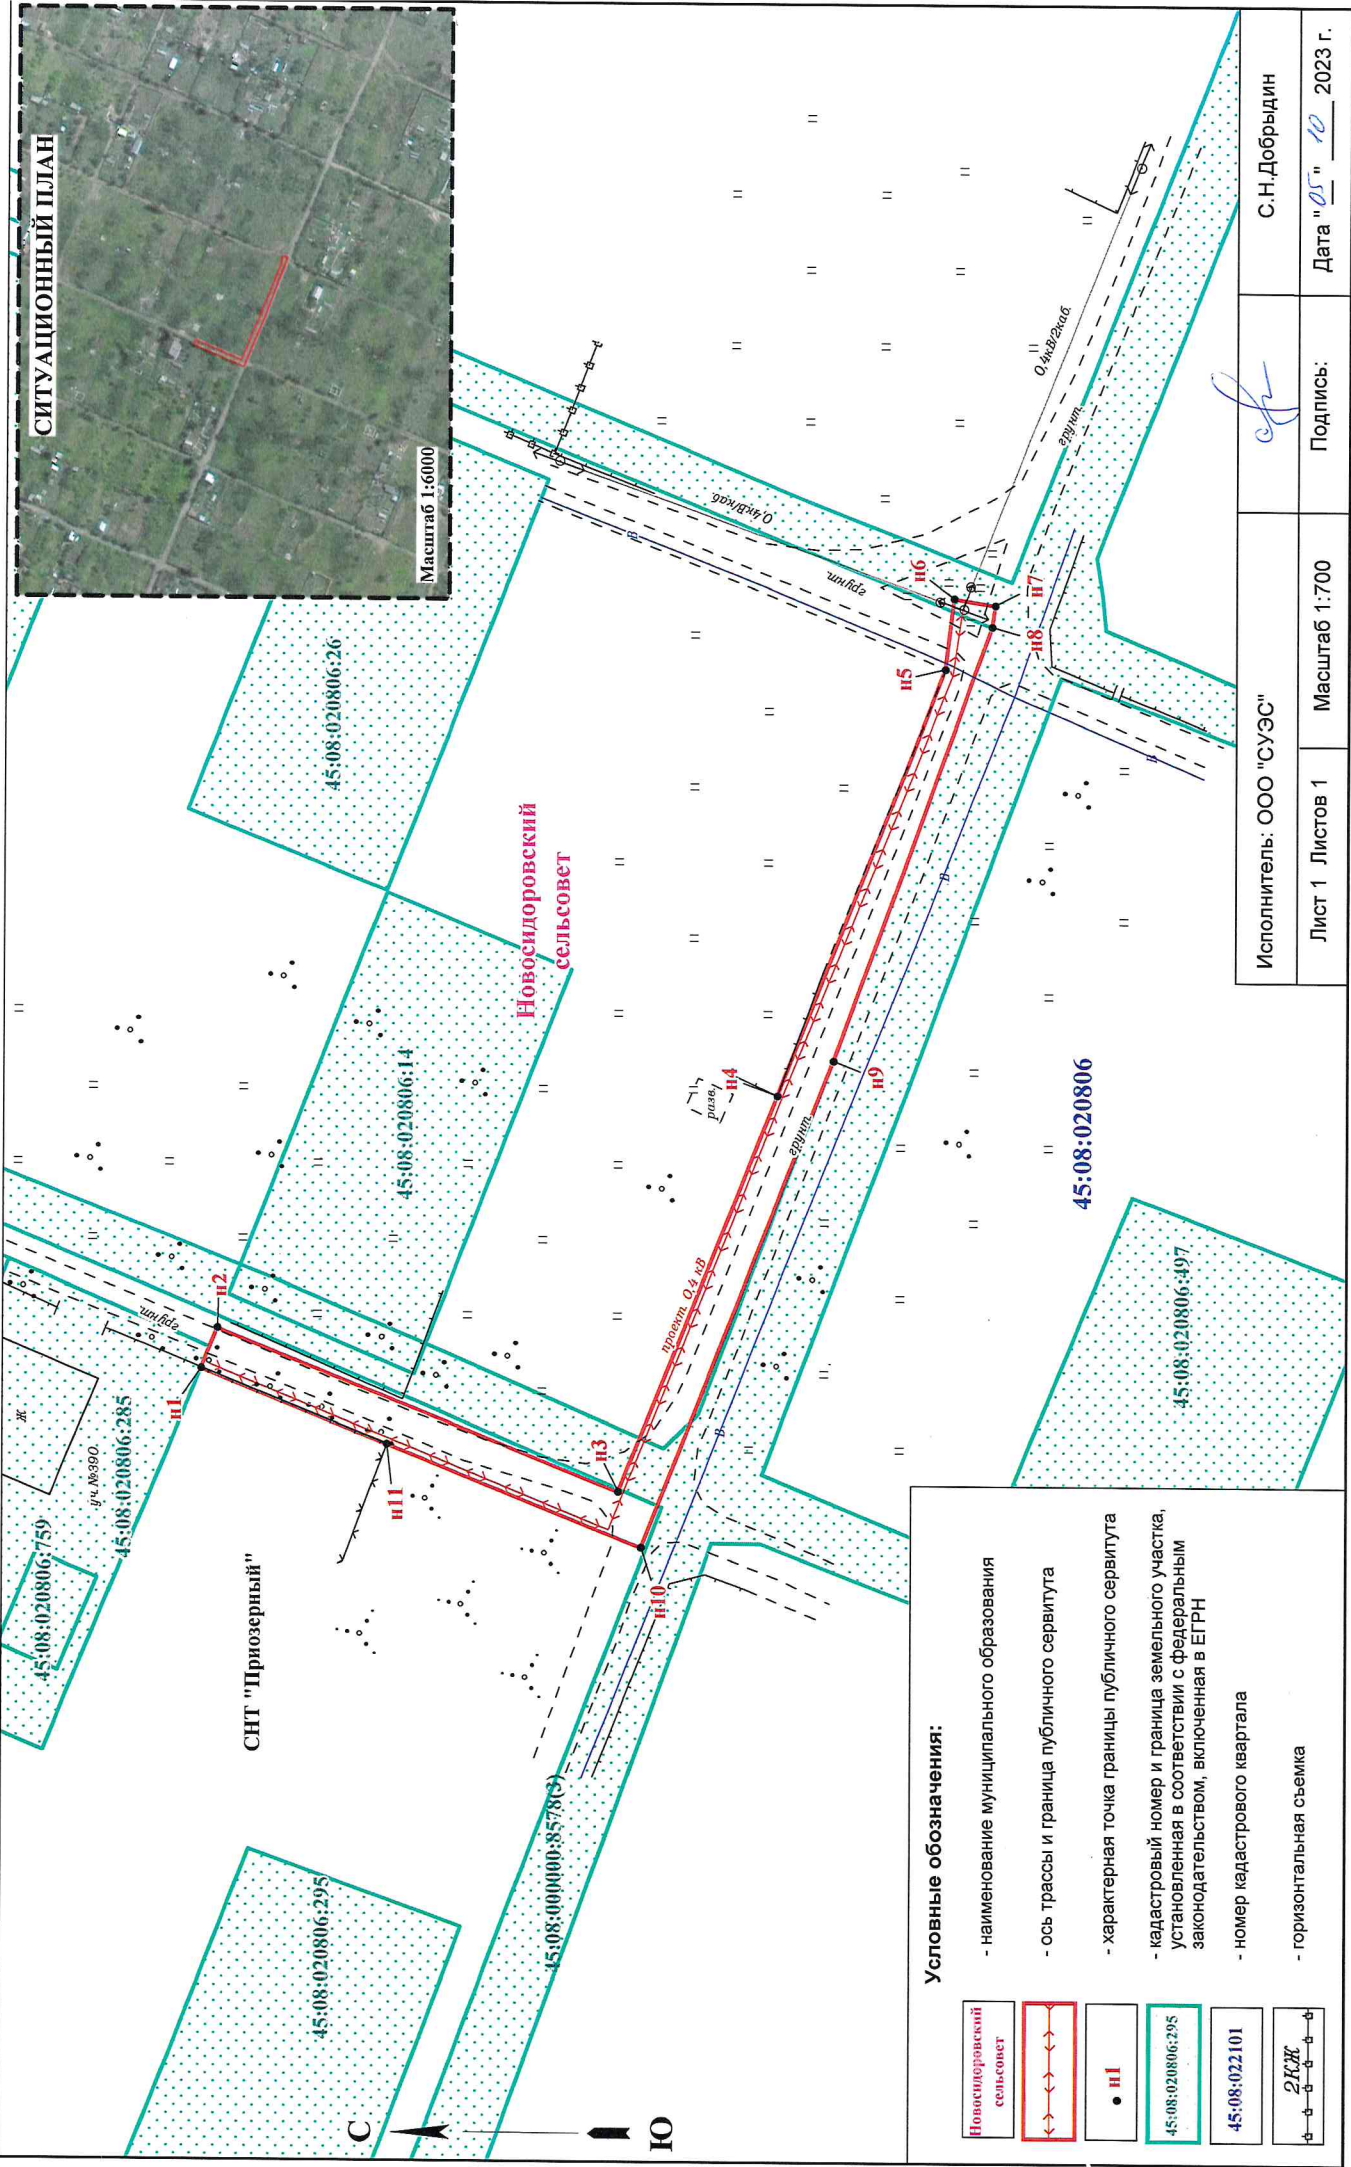 СИТУАЦИОННЫЙ ПЛАН
Масштаб 1:6000
45:08:020806:759
ж
уч.№390.
45:08:020806:285
грунт.
н1
н2
н11
СНТ "Приозерный"
45:08:020806:14
45:08:020806:26
Новосидоровский
сельсовет
45:08:020806:295
45:08:000000:8578(3)
С
Ю
н3
н10
проект. 0,4 кВ
разв.
н4
н9
грунт.
В
В
В
В
0,4кВ/каб.
грунт.
н5
н6
н7
н8
0,4кВ/2каб.
грунт.
В
45:08:020806
45:08:020806:497
Условные обозначения:
Новосидоровский
сельсовет
- наименование муниципального образования
- ось трассы и граница публичного сервитута
н1
- характерная точка границы публичного сервитута
45:08:020806:295
- кадастровый номер и граница земельного участка,
установленная в соответствии с федеральным
законодательством, включенная в ЕГРН
45:08:022101
- номер кадастрового квартала
2КЖ
- горизонтальная съемка
Исполнитель: ООО "СУЭС"
С.Н.Добрыдин
Лист 1 Листов 1
Масштаб 1:700
Подпись:
Дата "05" 10 2023 г.